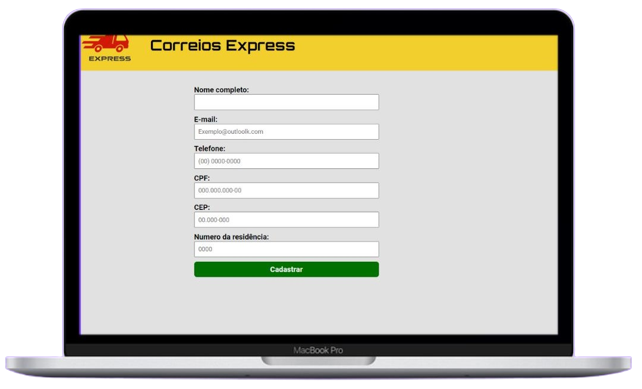 EXPRESS
Correios Express
Nome completo:
E-mail:
Exemplo@outloolk.com
Telefone:
(00) 0000-0000
CPF:
000.000.000-00
CEP:
00.000-000
Numero da residência:
0000
Cadastrar
MacBook Pro